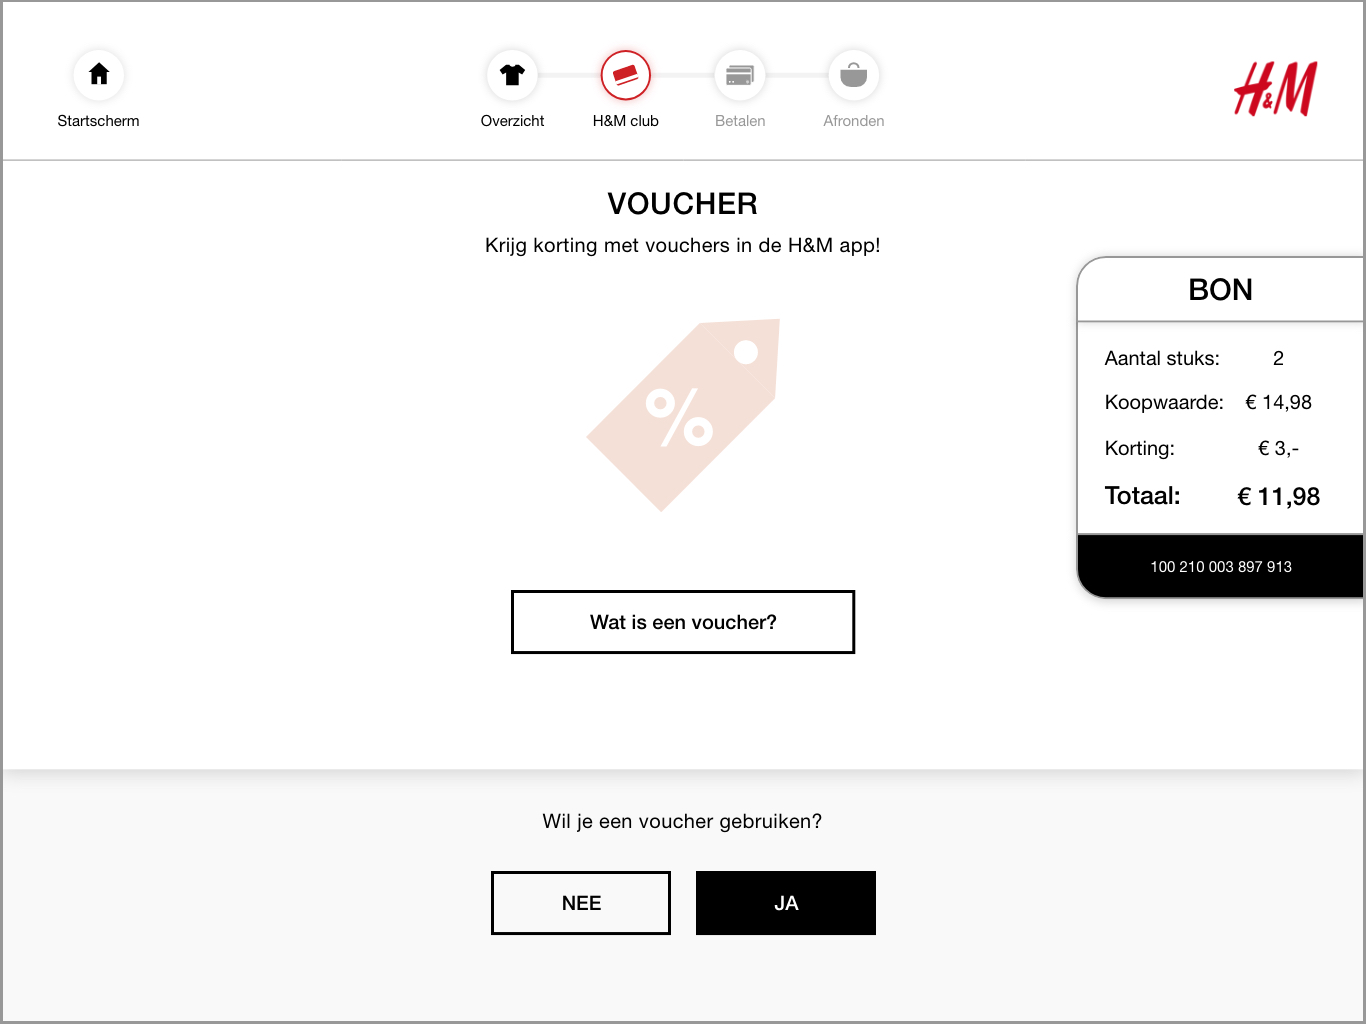 Startscherm
Overzicht
H&M club
Betalen
Afronden
H&M
VOUCHER
Krijg korting met vouchers in de H&M app!
%
BON
Aantal stuks: 2
Koopwaarde: € 14,98
Korting: € 3,-
Totaal: € 11,98
100 210 003 897 913
Wat is een voucher?
Wil je een voucher gebruiken?
NEE
JA